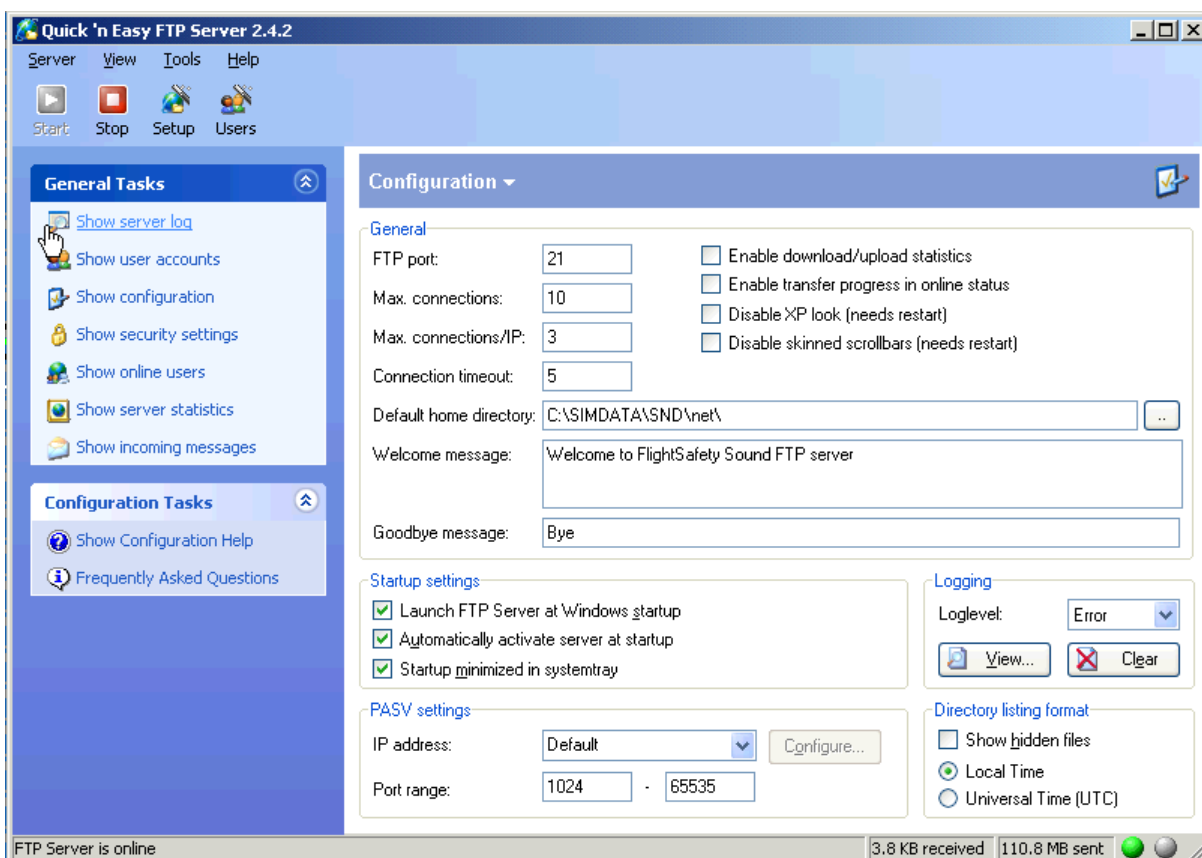 Quick 'n Easy FTP Server 2.4.2
Server View Tools Help
Start Stop Setup Users
General Tasks
Show server log
Show user accounts
Show configuration
Show security settings
Show online users
Show server statistics
Show incoming messages
Configuration Tasks
Show Configuration Help
Frequently Asked Questions
Configuration
General
FTP port: 21
Max. connections: 10
Max. connections/IP: 3
Connection timeout: 5
Enable download/upload statistics
Enable transfer progress in online status
Disable XP look (needs restart)
Disable skinned scrollbars (needs restart)
Default home directory: C:\SIMDATA\SND\net\ ..
Welcome message: Welcome to FlightSafety Sound FTP server
Goodbye message: Bye
Startup settings
Launch FTP Server at Windows startup
Automatically activate server at startup
Startup minimized in systemtray
Logging
Loglevel: Error
View... Clear
PASV settings
IP address: Default Configure...
Port range: 1024 - 65535
Directory listing format
Show hidden files
Local Time
Universal Time (UTC)
FTP Server is online 3.8 KB received 110.8 MB sent